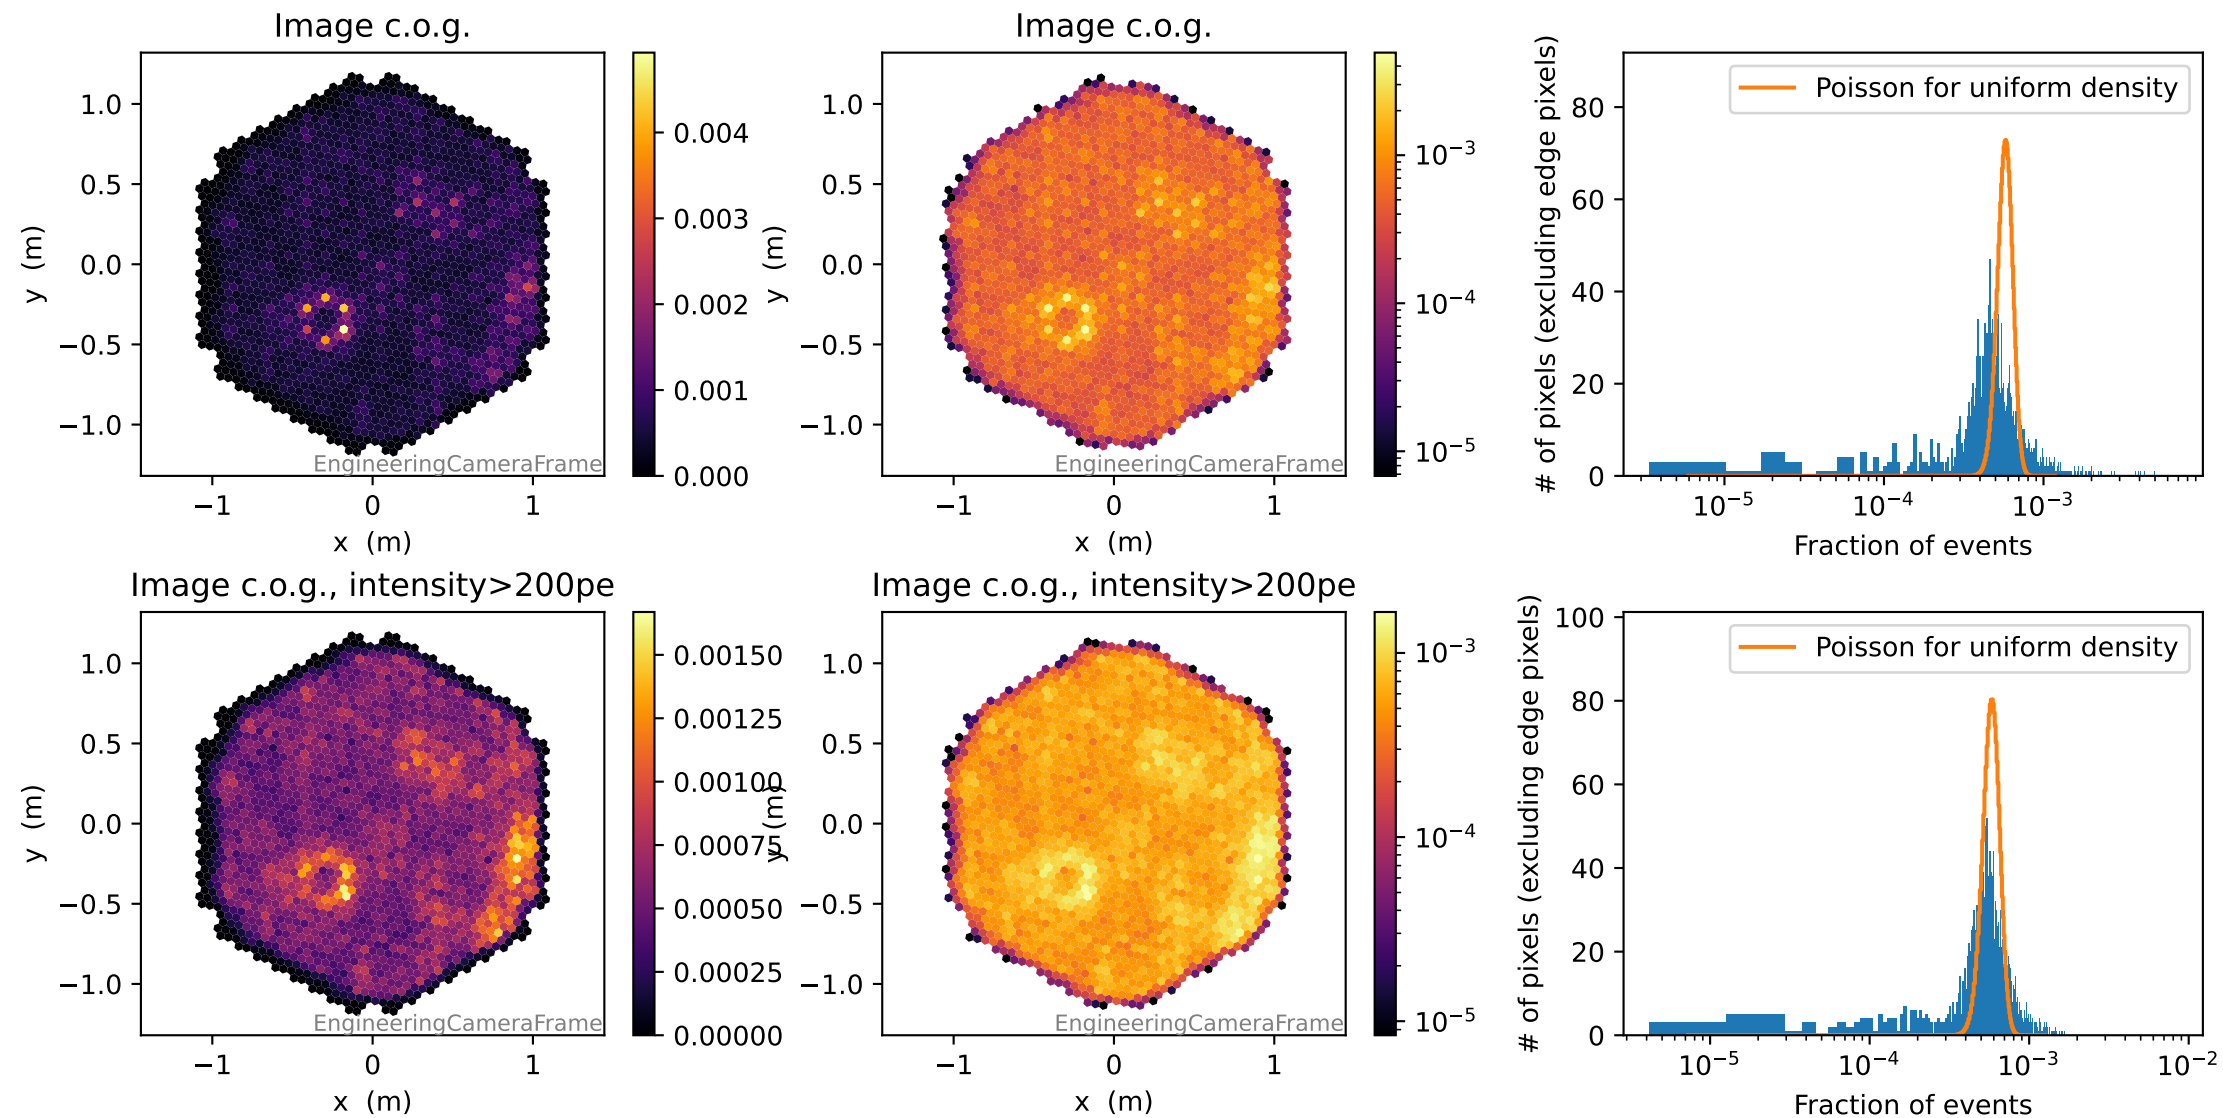 Image c.o.g.
y (m)
1.0
0.5
0.0
−0.5
−1.0
−1 0 1
x (m)
EngineeringCameraFrame
0.004
0.003
0.002
0.001
0.000
Image c.o.g.
y (m)
1.0
0.5
0.0
−0.5
−1.0
−1 0 1
x (m)
EngineeringCameraFrame
10−3
10−4
10−5
# of pixels (excluding edge pixels)
80
60
40
20
0
Poisson for uniform density
10−5 10−4 10−3
Fraction of events
Image c.o.g., intensity>200pe
y (m)
1.0
0.5
0.0
−0.5
−1.0
−1 0 1
x (m)
EngineeringCameraFrame
0.00150
0.00125
0.00100
0.00075
0.00050
0.00025
0.00000
Image c.o.g., intensity>200pe
y (m)
1.0
0.5
0.0
−0.5
−1.0
−1 0 1
x (m)
EngineeringCameraFrame
10−3
10−4
10−5
# of pixels (excluding edge pixels)
100
80
60
40
20
0
Poisson for uniform density
10−5 10−4 10−3 10−2
Fraction of events